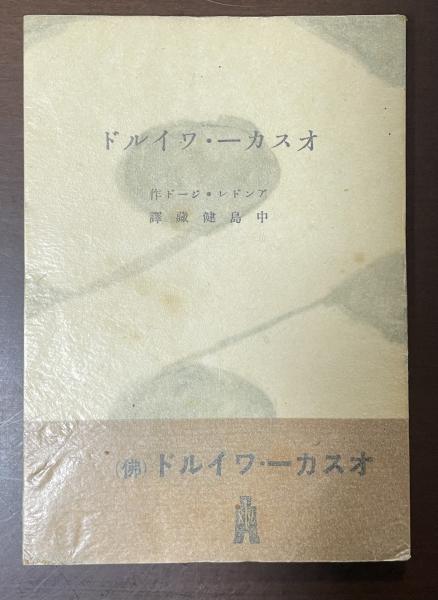 オスカー・ワイルド
アンドレ・ジード作
中島健藏譯
オスカー・ワイルド(佛)